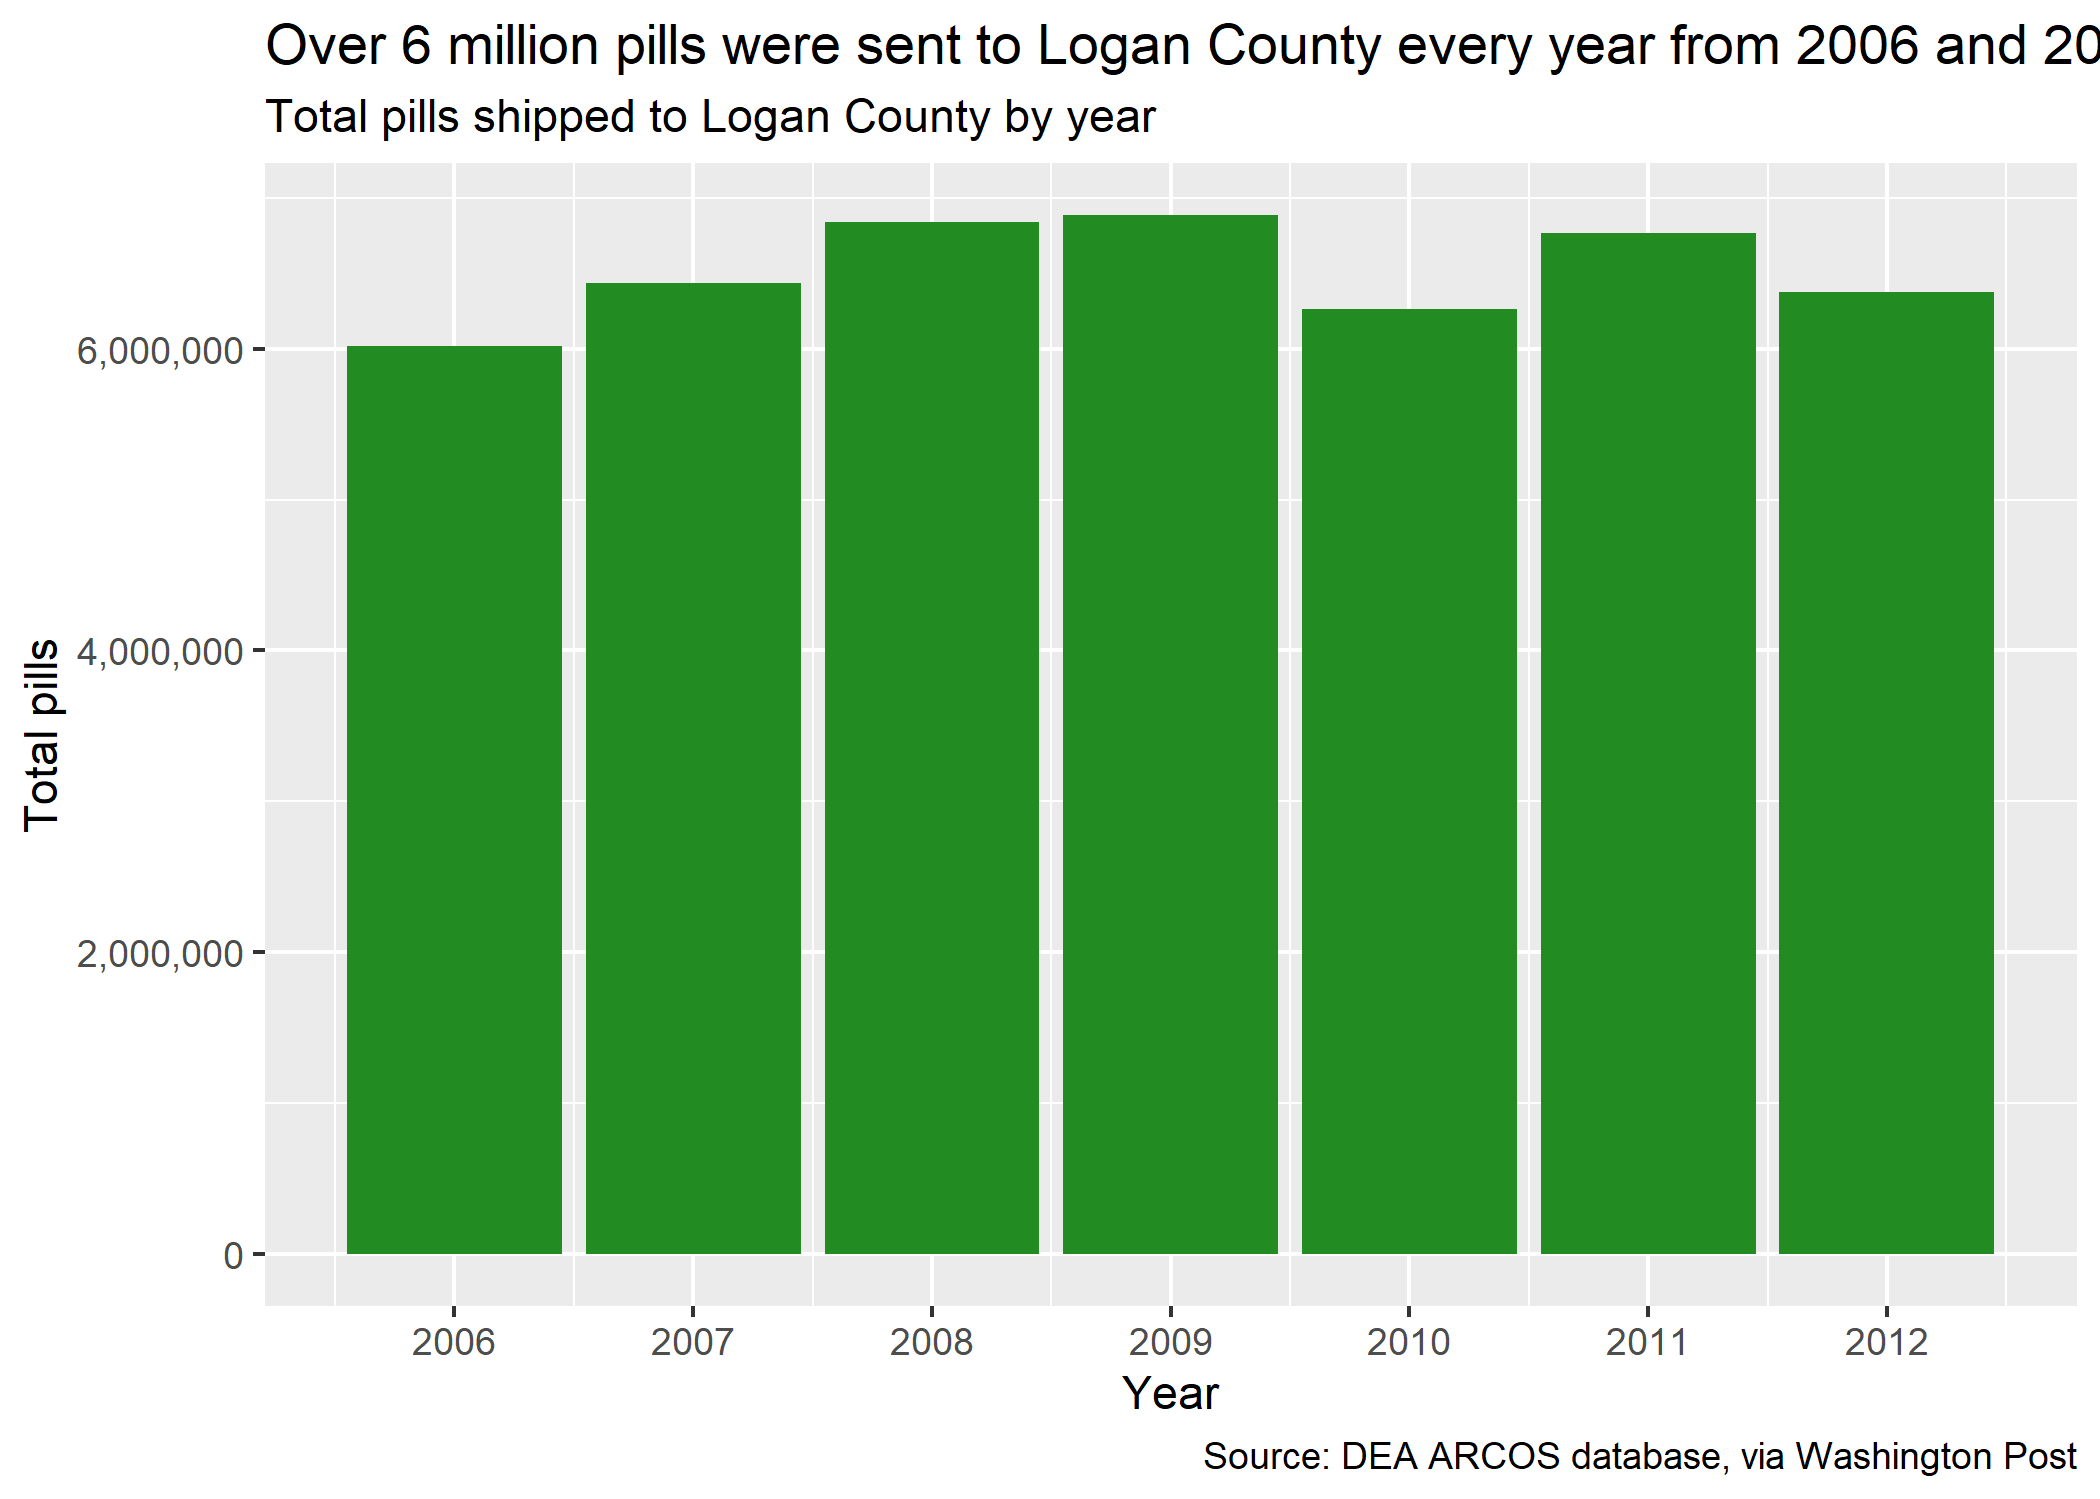 Over 6 million pills were sent to Logan County every year from 2006 and 20
Total pills shipped to Logan County by year
Total pills
6,000,000
4,000,000
2,000,000
0
2006 2007 2008 2009 2010 2011 2012
Year
Source: DEA ARCOS database, via Washington Post